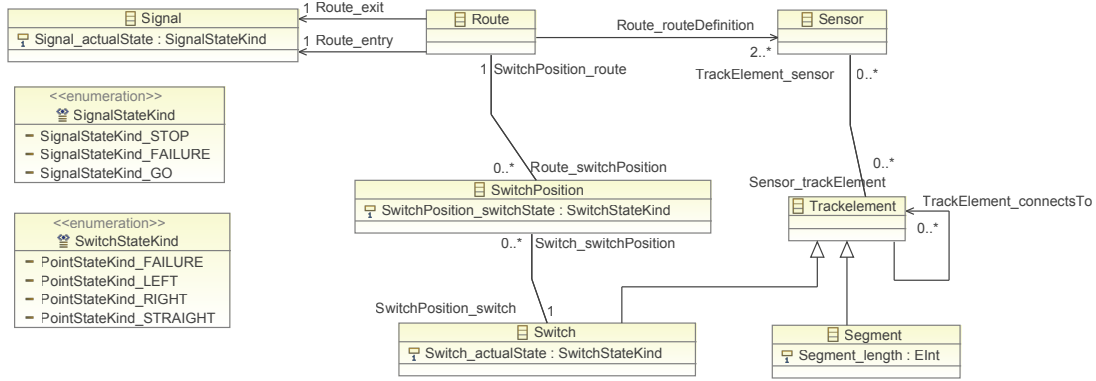 Signal
Signal_actualState : SignalStateKind
1 Route_exit
1 Route_entry
Route
Route_routeDefinition
2..*
Sensor
TrackElement_sensor
0..*
1
SwitchPosition_route
<<enumeration>>
SignalStateKind
SignalStateKind_STOP
SignalStateKind_FAILURE
SignalStateKind_GO
0..*
Route_switchPosition
0..*
Sensor_trackElement
SwitchPosition
SwitchPosition_switchState : SwitchStateKind
Trackelement
TrackElement_connectsTo
0..*
<<enumeration>>
SwitchStateKind
PointStateKind_FAILURE
PointStateKind_LEFT
PointStateKind_RIGHT
PointStateKind_STRAIGHT
0..*
Switch_switchPosition
SwitchPosition_switch
1
Switch
Switch_actualState : SwitchStateKind
Segment
Segment_length : EInt